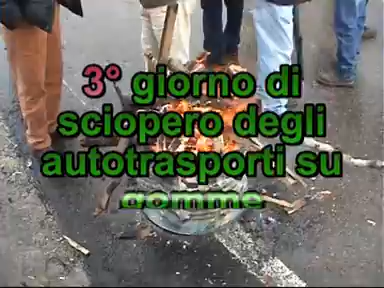 3° giorno di
sciopero degli
autotrasporti su
gomme